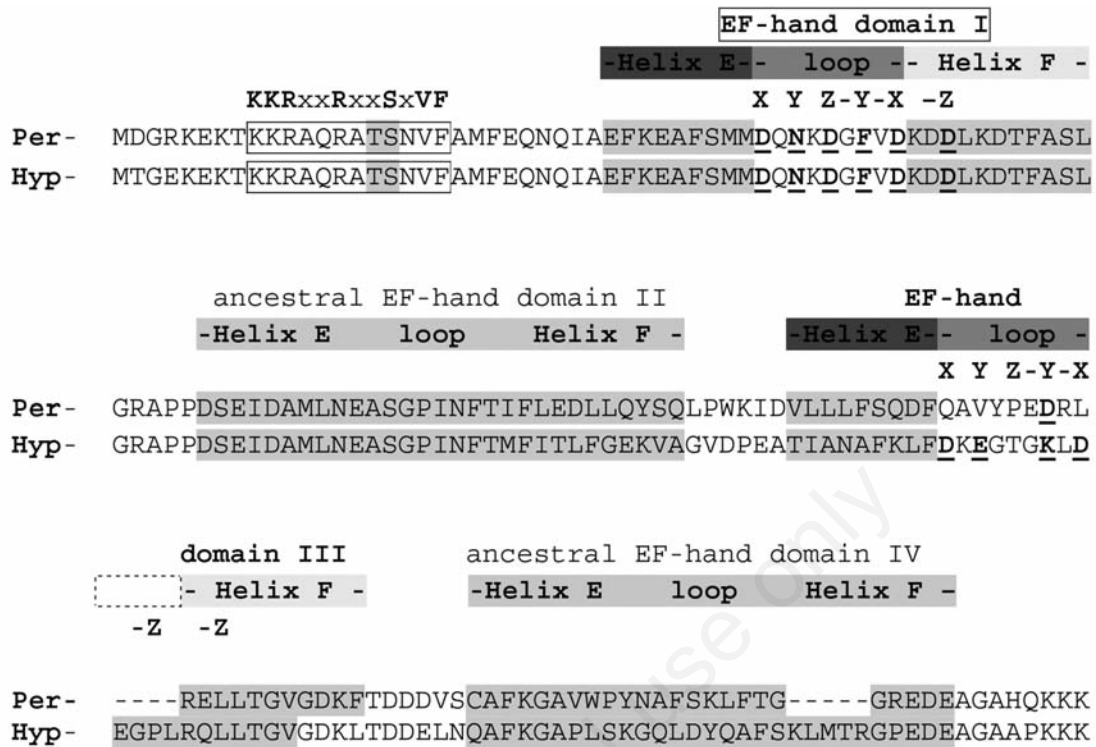 EF-hand domain I
-Helix E-- loop -- Helix F -
KKRxxRxxSxVF X Y Z-Y-X -Z
Per- MDGRKEKTKKRAQRATSNVFAMFEQNQIAEFKEAFSMMDQNKDGFVDKDDLKDTFASL
Hyp- MTGEKEKTKKRAQRATSNVFAMFEQNQIAEFKEAFSMMDQNKDGFVDKDDLKDTFASL
ancestral EF-hand domain II EF-hand
-Helix E loop Helix F - -Helix E-- loop -
X Y Z-Y-X
Per- GRAPPDSEIDAMLNEASGPINFTIFLEDLLQYSQLPWKIDVLLLFSQDFQAVYPEDRL
Hyp- GRAPPDSEIDAMLNEASGPINFTMFITLFGEKVAGVDPEATIANAFKLFDKEGTGKLD
domain III ancestral EF-hand domain IV
- Helix F - -Helix E loop Helix F -
-Z -Z
Per- ----RELLTGVGDKFTDDDVSCAFKGAVWPYNAFSKLFTG-----GREDEAGAHQKKK
Hyp- EGPLRQLLTGVGDKLTDDELNQAFKGAPLSKGQLDYQAFSKLMTRGPEDEAGAAPKKK
use only